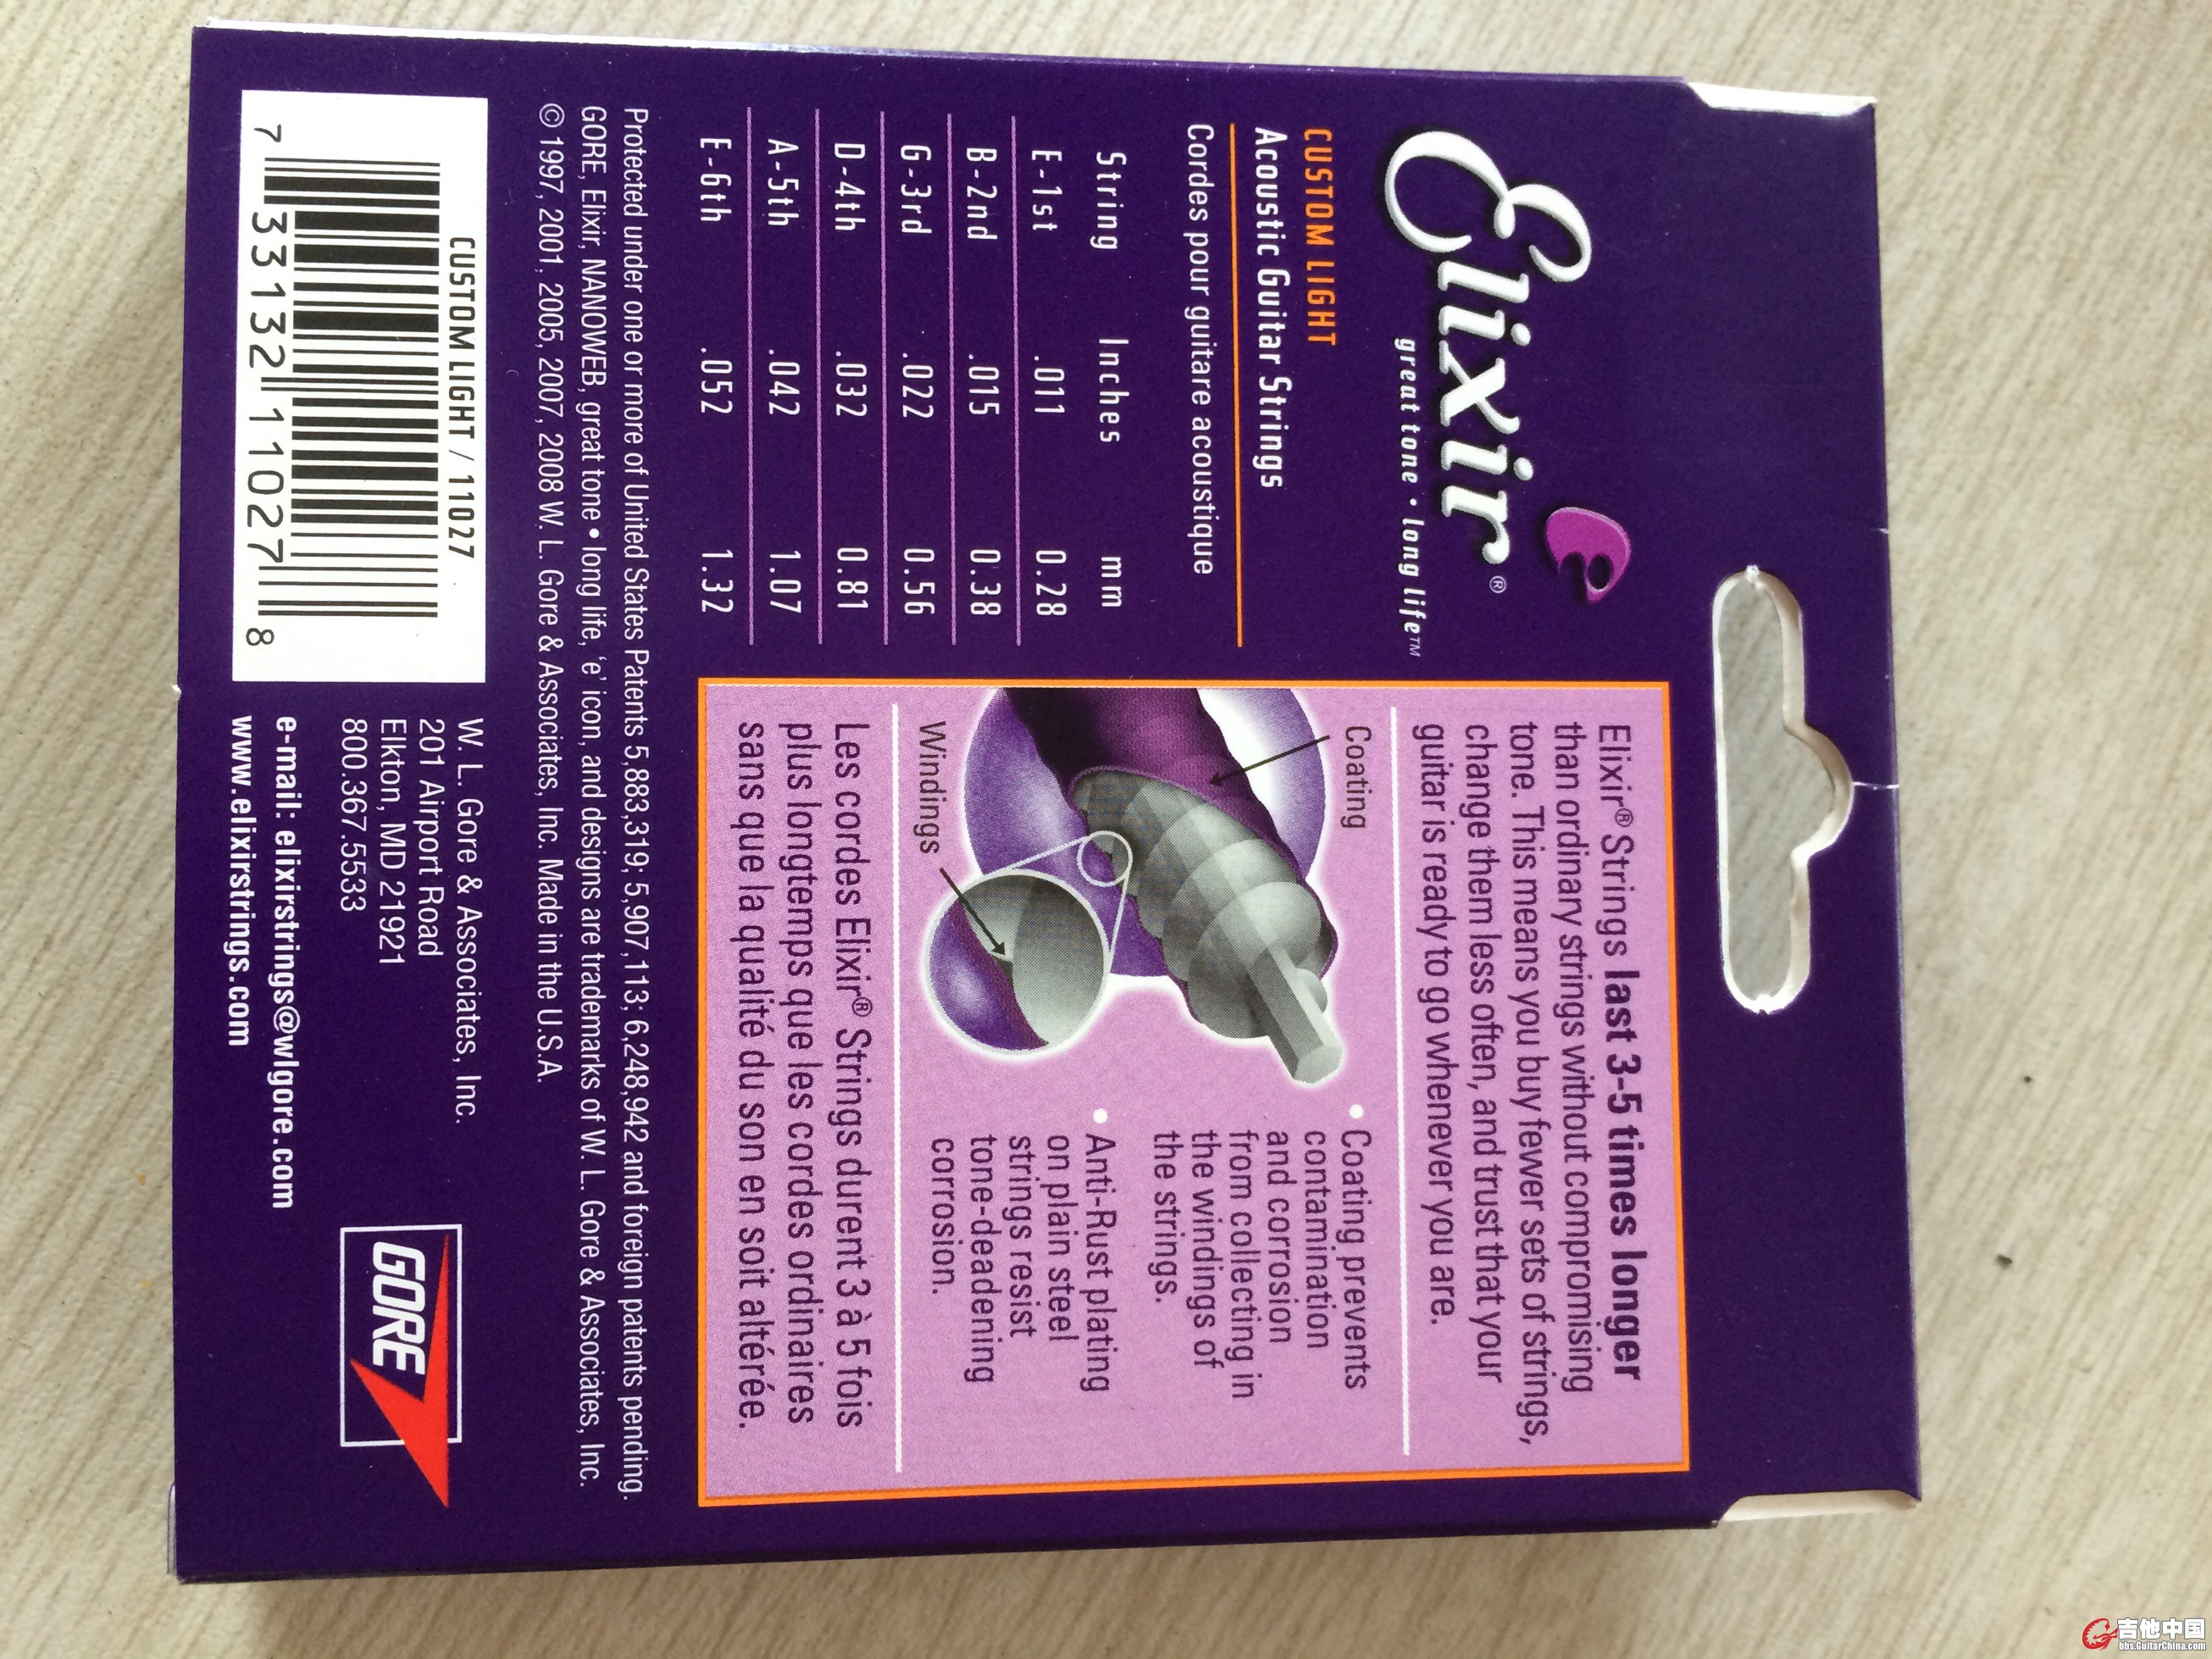 Elixir®
great tone • long life™
CUSTOM LIGHT
Acoustic Guitar Strings
Cordes pour guitare acoustique
String Inches mm
E-1st .011 0.28
B-2nd .015 0.38
G-3rd .022 0.56
D-4th .032 0.81
A-5th .042 1.07
E-6th .052 1.32
Elixir® Strings last 3-5 times longer
than ordinary strings without compromising
tone. This means you buy fewer sets of strings,
change them less often, and trust that your
guitar is ready to go whenever you are.
Coating
Windings
• Coating prevents
contamination
and corrosion
from collecting in
the windings of
the strings.
• Anti-Rust plating
on plain steel
strings resist
tone-deadening
corrosion.
Les cordes Elixir® Strings durent 3 à 5 fois
plus longtemps que les cordes ordinaires
sans que la qualité du son en soit altérée.
Protected under one or more of United States Patents 5,883,319; 5,907,113; 6,248,942 and foreign patents pending.
GORE, Elixir, NANOWEB, great tone • long life, 'e' icon, and designs are trademarks of W. L. Gore & Associates, Inc.
© 1997, 2001, 2005, 2007, 2008 W. L. Gore & Associates, Inc. Made in the U.S.A.
CUSTOM LIGHT / 11027
7 33132 11027 8
W. L. Gore & Associates, Inc.
201 Airport Road
Elkton, MD 21921
800.367.5533
e-mail: elixirstrings@wlgore.com
www.elixirstrings.com
GORE
吉他中国
bbs.GuitarChina.com